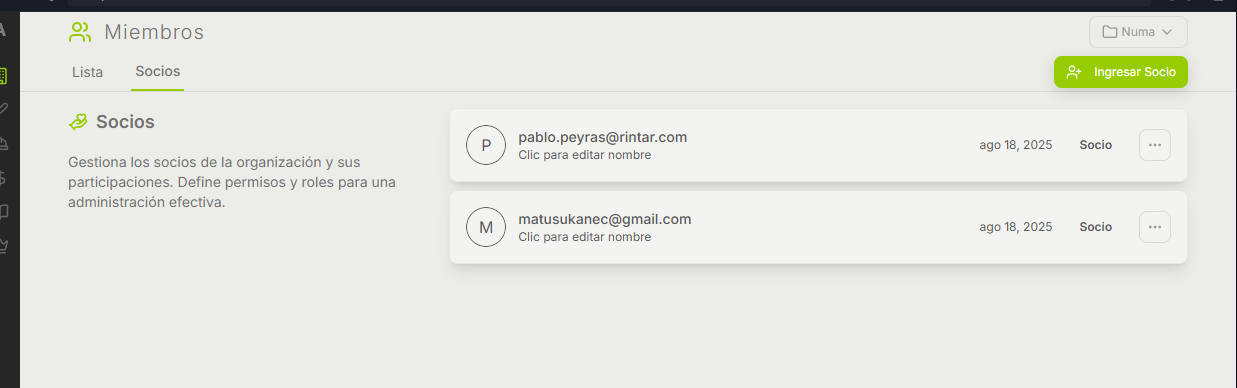 Miembros
Numa
Lista
Socios
Ingresar Socio
Socios
Gestiona los socios de la organización y sus
participaciones. Define permisos y roles para una
administración efectiva.
P
pablo.peyras@rintar.com
Clic para editar nombre
ago 18, 2025
Socio
M
matusukanec@gmail.com
Clic para editar nombre
ago 18, 2025
Socio